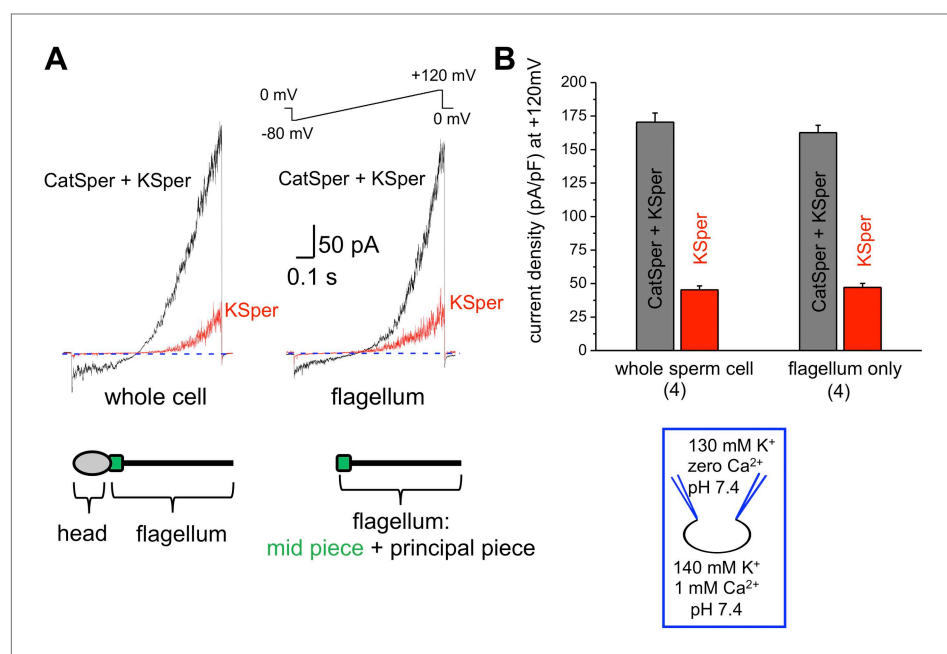 A
0 mV
+120 mV
-80 mV
0 mV
CatSper + KSper
CatSper + KSper
50 pA
0.1 s
KSper
KSper
whole cell
flagellum
head
flagellum
flagellum:
mid piece + principal piece
B
current density (pA/pF) at +120mV
200
175
150
125
100
75
50
25
0
CatSper + KSper
KSper
CatSper + KSper
KSper
whole sperm cell
(4)
flagellum only
(4)
130 mM K⁺
zero Ca²⁺
pH 7.4
140 mM K⁺
1 mM Ca²⁺
pH 7.4